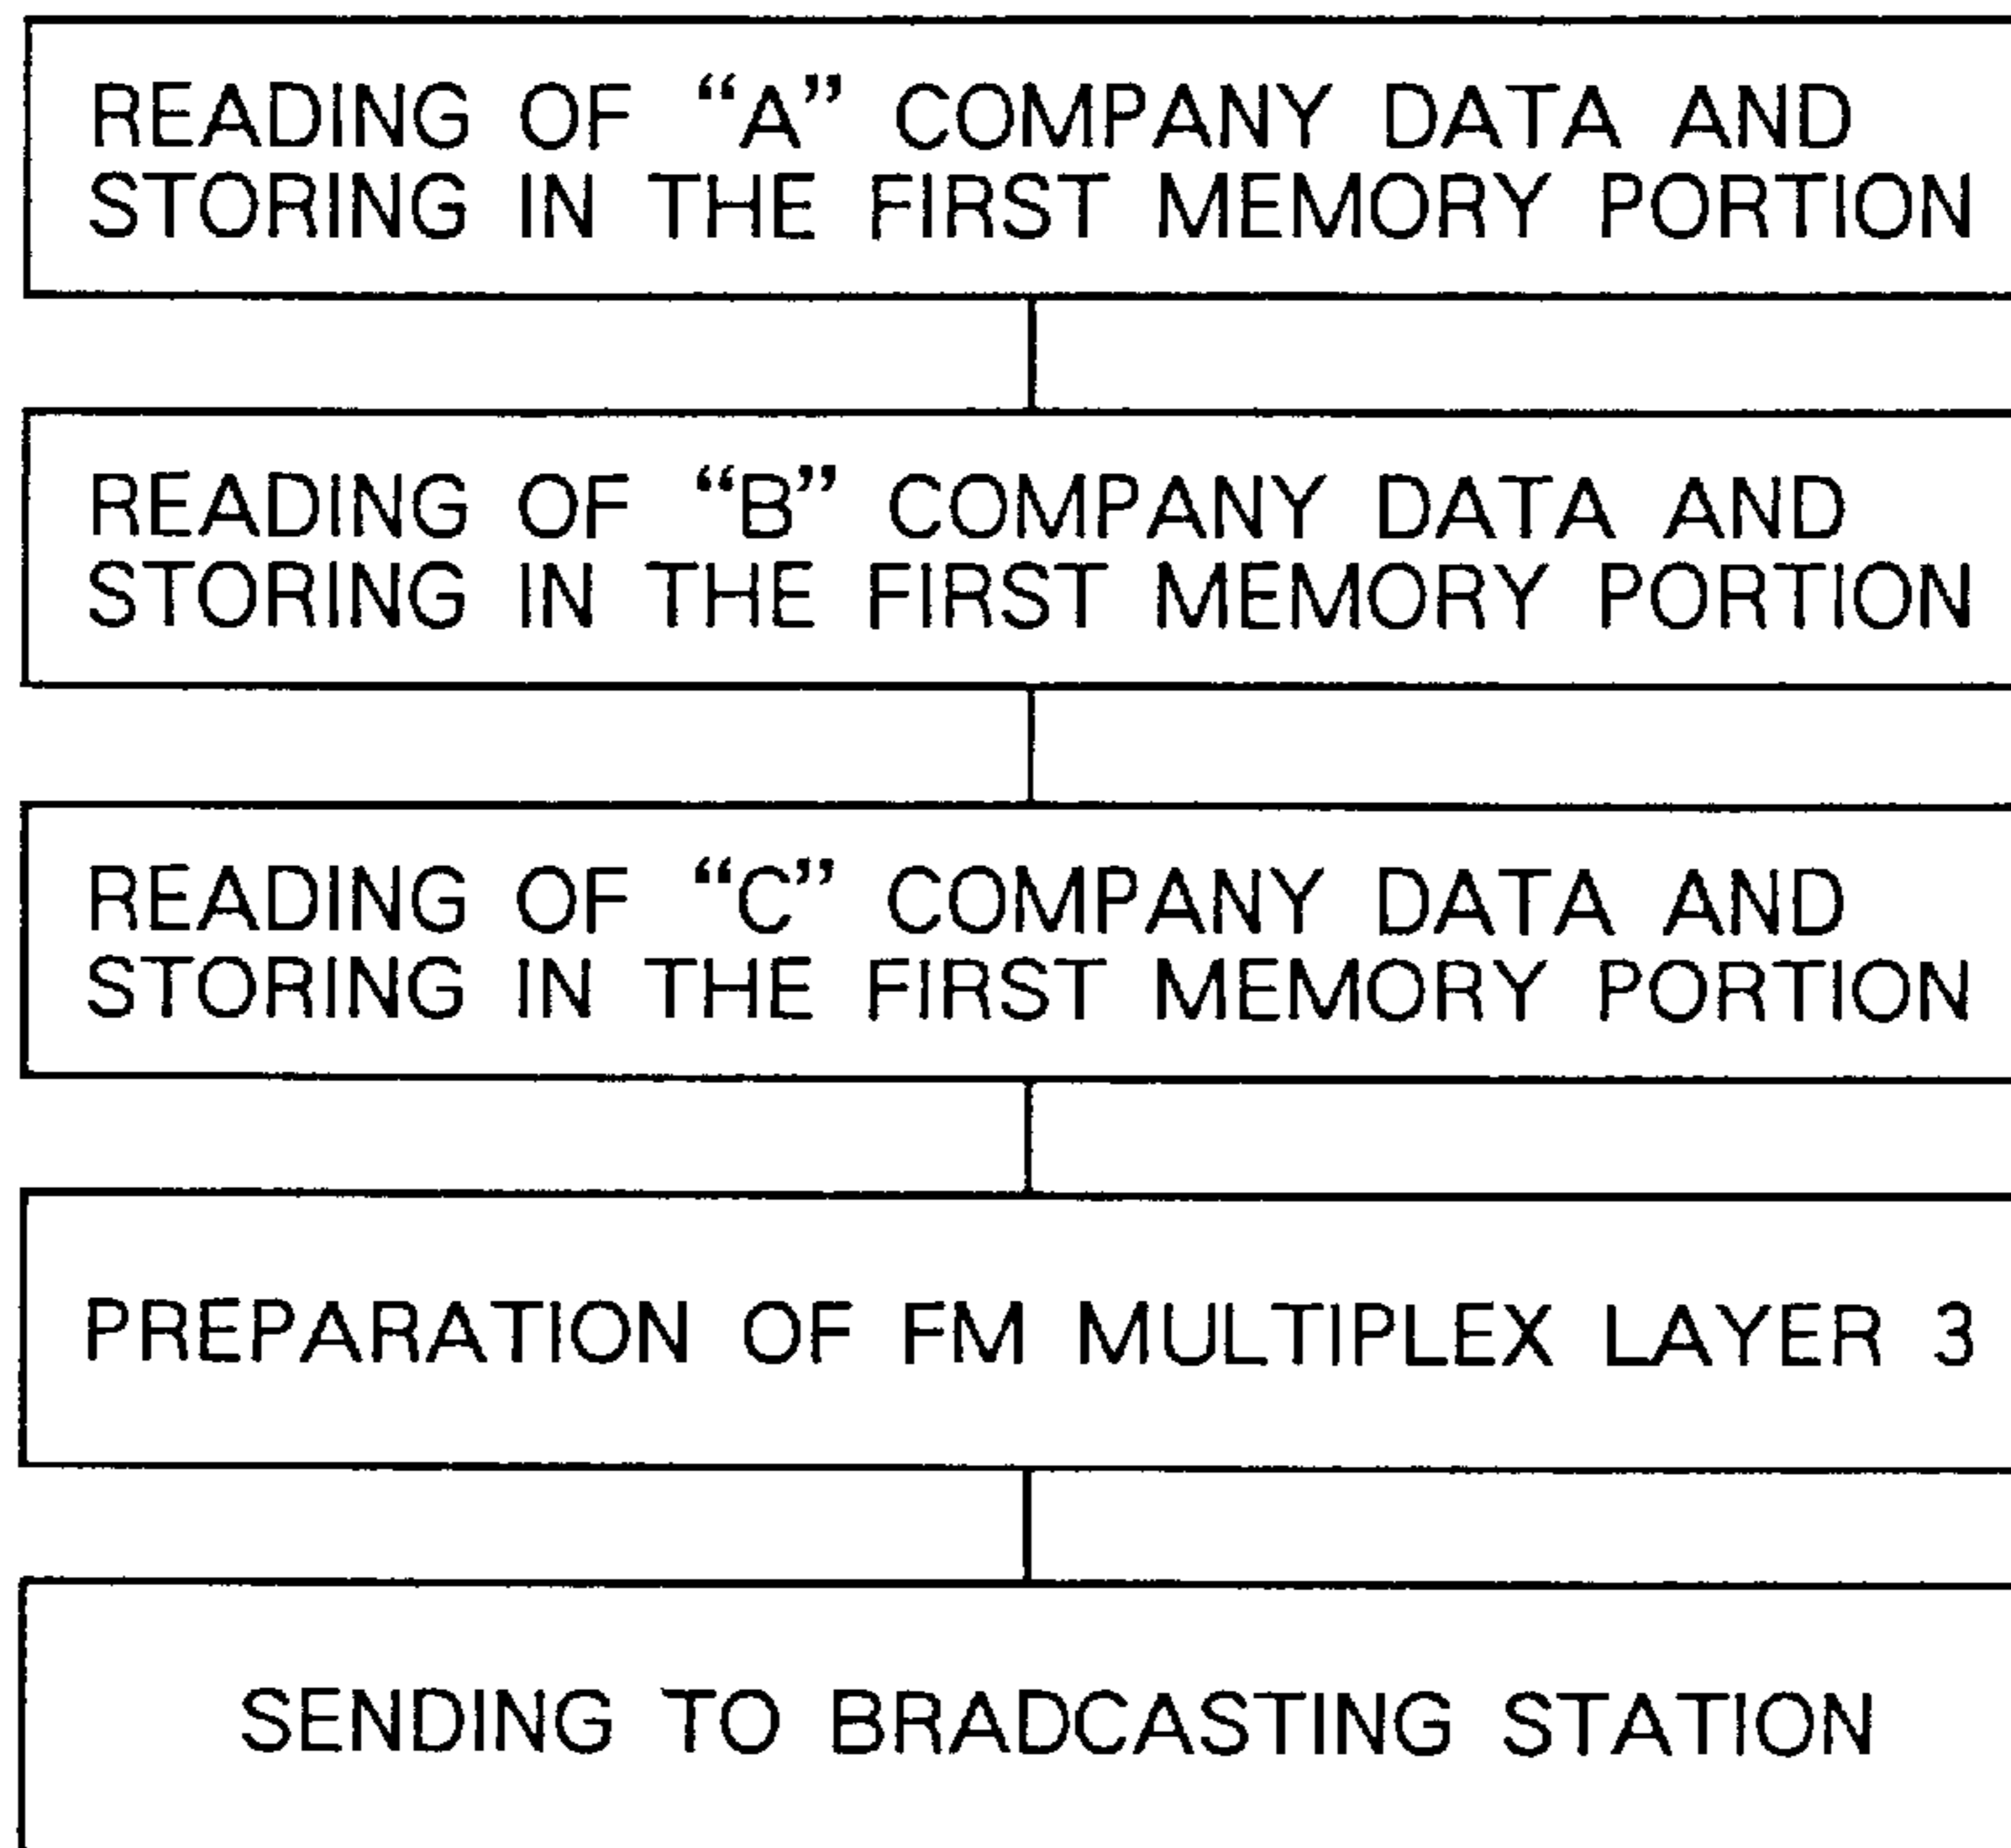 READING OF “A” COMPANY DATA AND
STORING IN THE FIRST MEMORY PORTION
READING OF “B” COMPANY DATA AND
STORING IN THE FIRST MEMORY PORTION
READING OF “C” COMPANY DATA AND
STORING IN THE FIRST MEMORY PORTION
PREPARATION OF FM MULTIPLEX LAYER 3
SENDING TO BRADCASTING STATION